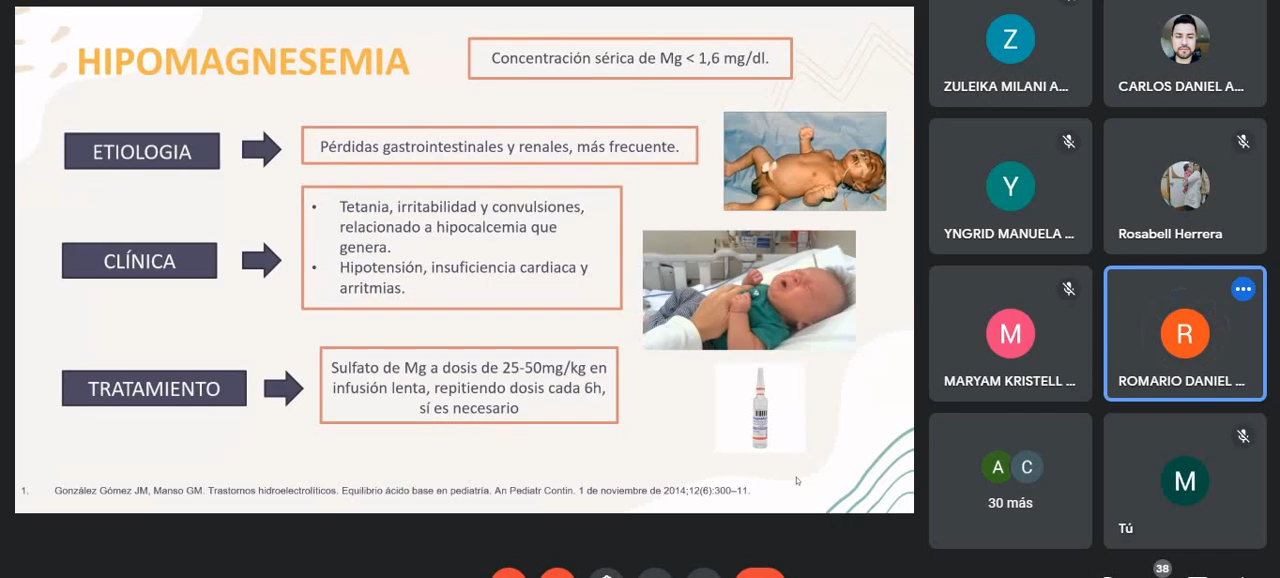 HIPOMAGNESEMIA
Concentración sérica de Mg < 1,6 mg/dl.
ETIOLOGIA
Pérdidas gastrointestinales y renales, más frecuente.
CLÍNICA
• Tetania, irritabilidad y convulsiones,
relacionado a hipocalcemia que
genera.
• Hipotensión, insuficiencia cardiaca y
arritmias.
TRATAMIENTO
Sulfato de Mg a dosis de 25-50mg/kg en
infusión lenta, repitiendo dosis cada 6h,
sí es necesario
1. González Gómez JM, Manso GM. Trastornos hidroelectrolíticos. Equilibrio ácido base en pediatría. An Pediatr Contin. 1 de noviembre de 2014;12(6):300–11.
Z
ZULEIKA MILANI A...
CARLOS DANIEL A...
Y
YNGRID MANUELA ...
Rosabell Herrera
M
MARYAM KRISTELL ...
R
ROMARIO DANIEL ...
A C
30 más
M
Tú
38